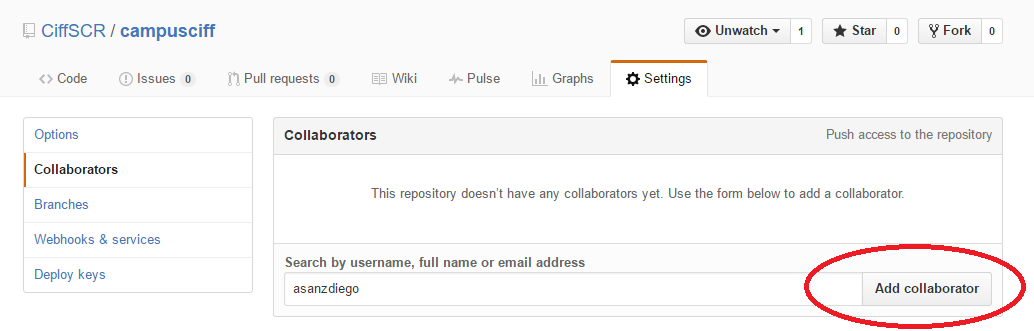 CiffSCR / campusciff
Unwatch 1 Star 0 Fork 0
Code Issues 0 Pull requests 0 Wiki Pulse Graphs Settings
Options
Collaborators
Branches
Webhooks & services
Deploy keys
Collaborators Push access to the repository
This repository doesn't have any collaborators yet. Use the form below to add a collaborator.
Search by username, full name or email address
asanzdiego Add collaborator